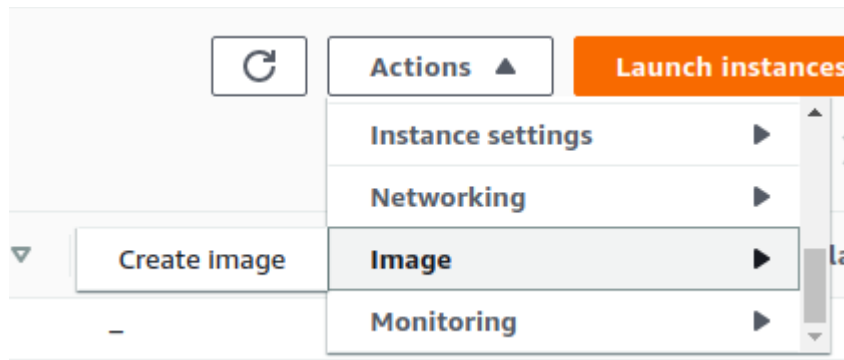 Actions
Launch instances
Instance settings
Networking
Create image
Image
Monitoring
–